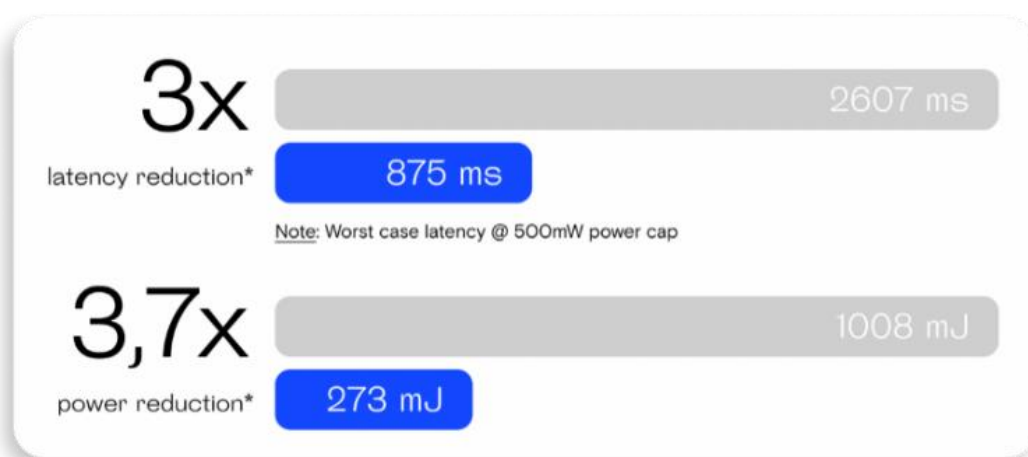 3x
latency reduction*
2607 ms
875 ms
Note: Worst case latency @ 500mW power cap
3,7x
power reduction*
1008 mJ
273 mJ